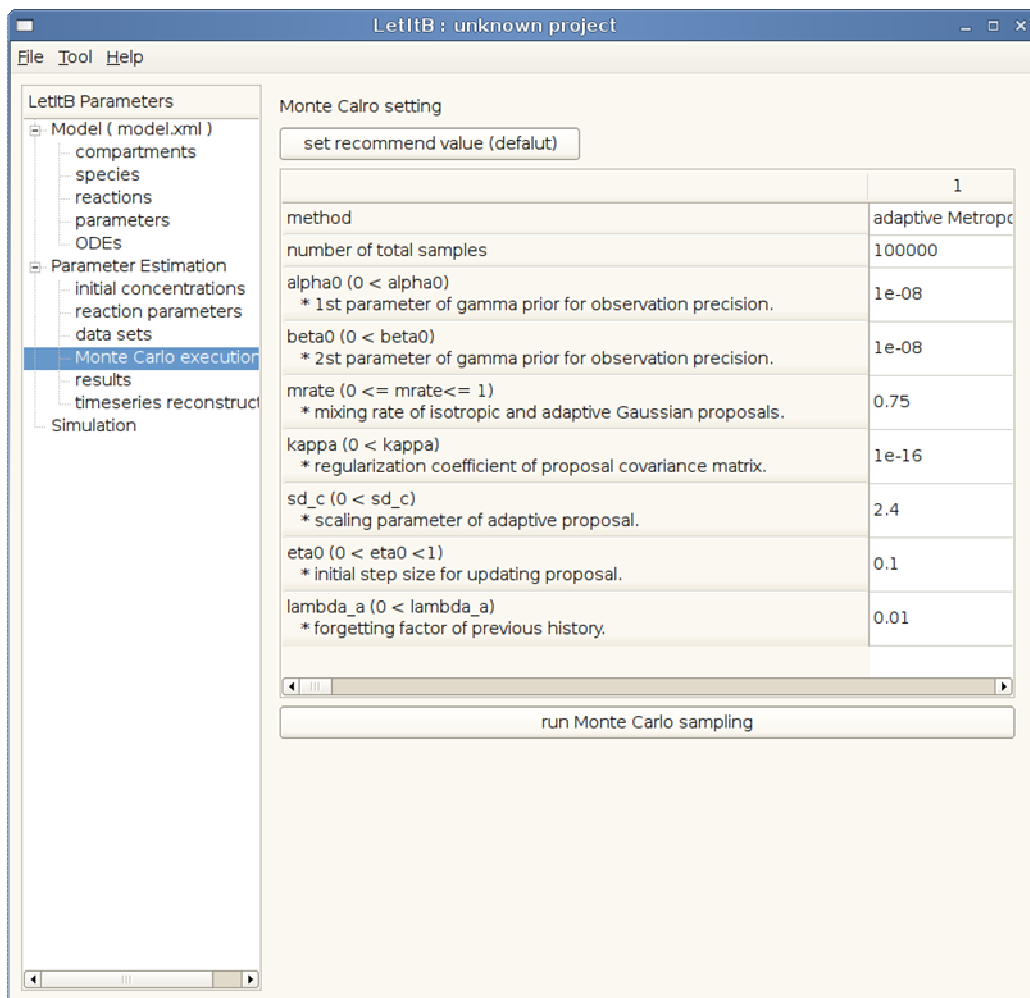 LetItB : unknown project
File Tool Help
LetItB Parameters
Model ( model.xml )
compartments
species
reactions
parameters
ODEs
Parameter Estimation
initial concentrations
reaction parameters
data sets
Monte Carlo execution
results
timeseries reconstruct
Simulation
Monte Calro setting
set recommend value (defalut)
1
method adaptive Metropo
number of total samples 100000
alpha0 (0 < alpha0)
* 1st parameter of gamma prior for observation precision.
1e-08
beta0 (0 < beta0)
* 2st parameter of gamma prior for observation precision.
1e-08
mrate (0 <= mrate<= 1)
* mixing rate of isotropic and adaptive Gaussian proposals.
0.75
kappa (0 < kappa)
* regularization coefficient of proposal covariance matrix.
1e-16
sd_c (0 < sd_c)
* scaling parameter of adaptive proposal.
2.4
eta0 (0 < eta0 <1)
* initial step size for updating proposal.
0.1
lambda_a (0 < lambda_a)
* forgetting factor of previous history.
0.01
run Monte Carlo sampling